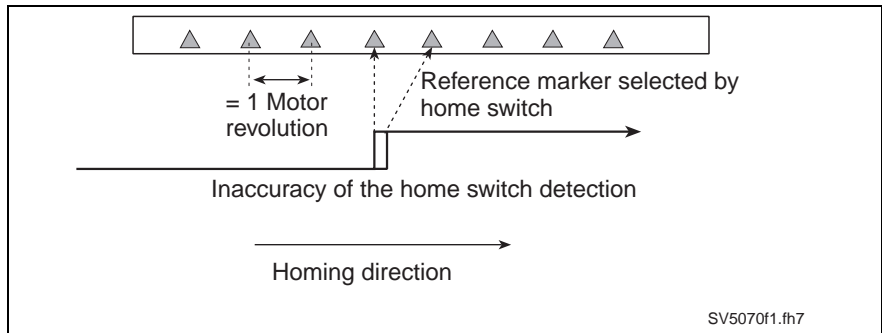 Reference marker selected by
home switch
= 1 Motor
revolution
Inaccuracy of the home switch detection
Homing direction
SV5070f1.fh7